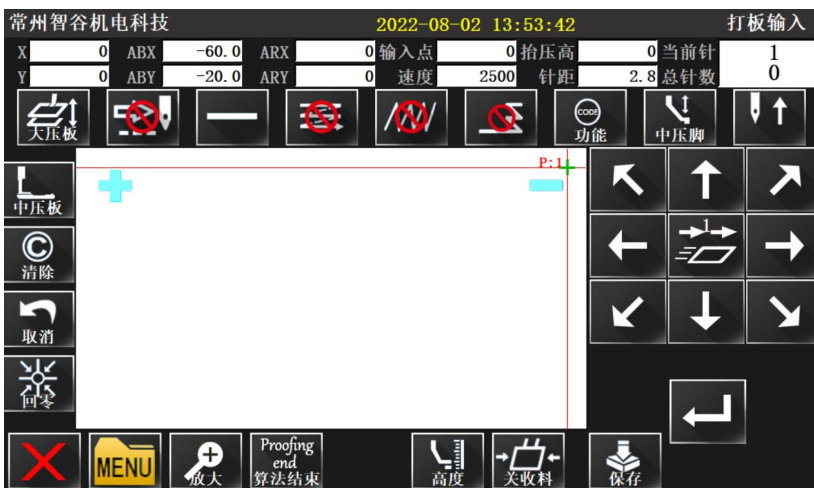 常州智谷机电科技 2022-08-02 13:53:42 打板输入
X 0 ABX -60.0 ARX 0 输入点 0 抬压高 0 当前针 1
Y 0 ABY -20.0 ARY 0 速度 2500 针距 2.8 总针数 0
大压板 CODE 功能 中压脚
P:1
中压板
1
清除
取消
回零
MENU 放大 Proofing end 算法结束 高度 关收料 保存